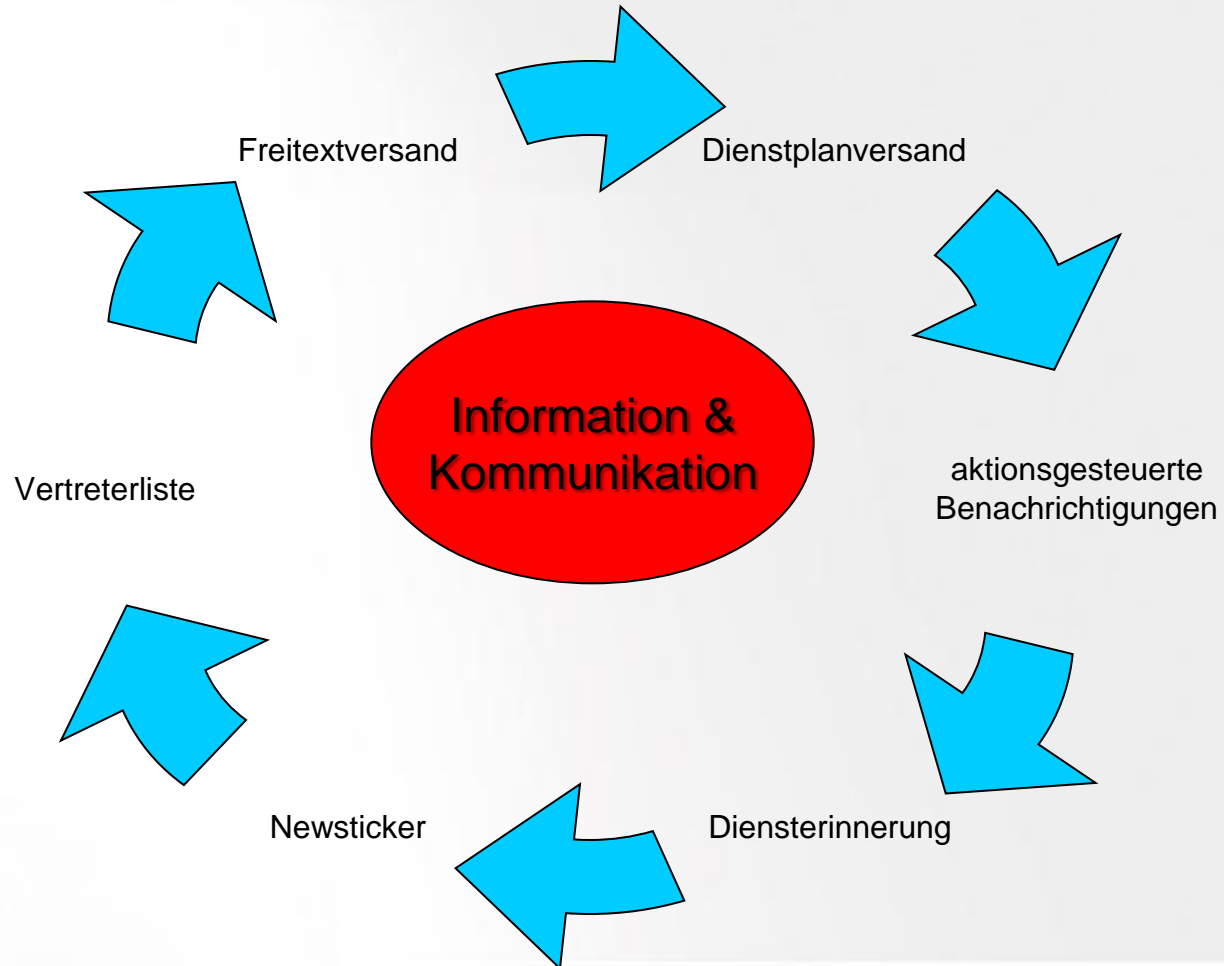 Freitextversand
Dienstplanversand
Information &
Kommunikation
Vertreterliste
aktionsgesteuerte
Benachrichtigungen
Newsticker
Diensterinnerung